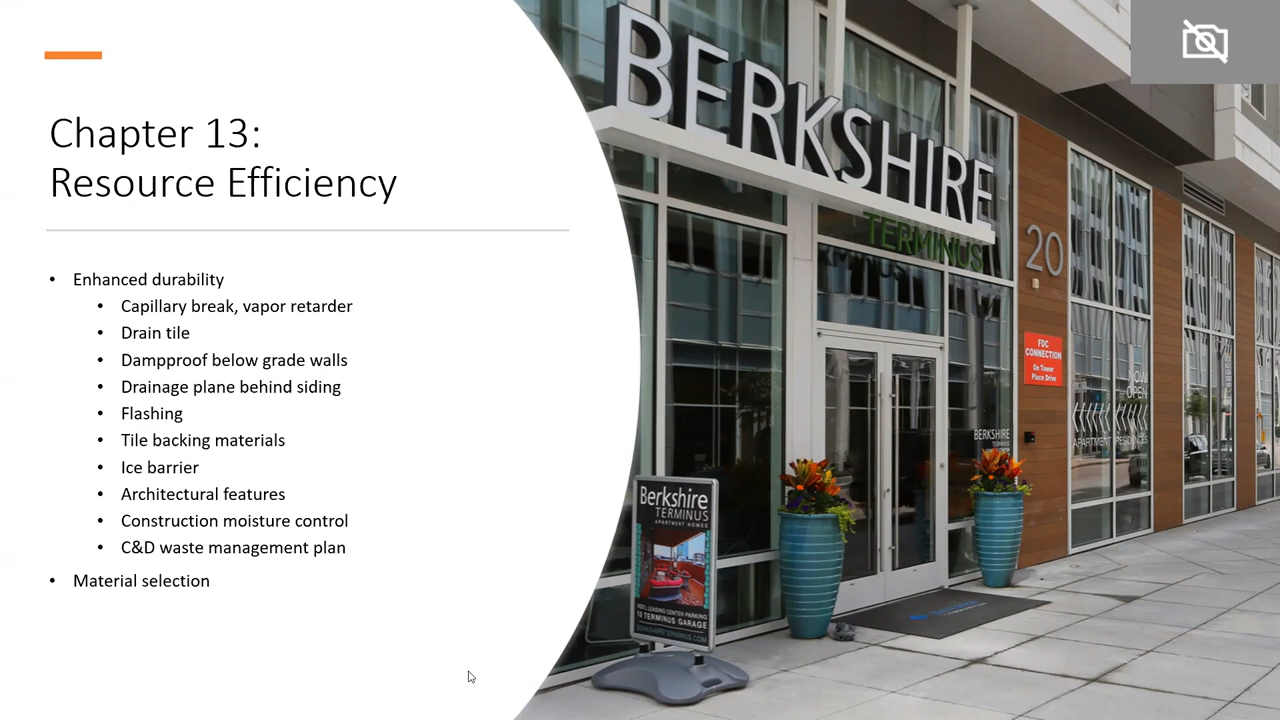 Chapter 13:
Resource Efficiency
• Enhanced durability
• Capillary break, vapor retarder
• Drain tile
• Dampproof below grade walls
• Drainage plane behind siding
• Flashing
• Tile backing materials
• Ice barrier
• Architectural features
• Construction moisture control
• C&D waste management plan
• Material selection
BERKSHIRE
TERMINUS
20
FDC
CONNECTION
On Tower
Place Drive
NOW
OPEN
APARTMENT RESIDENCES
BERKSHIRE
TERMINUS
Berkshire
TERMINUS
APARTMENT HOMES
LEASING CENTER PARKING
TERMINUS GARAGE
BERKSHIRETERMINUS.COM